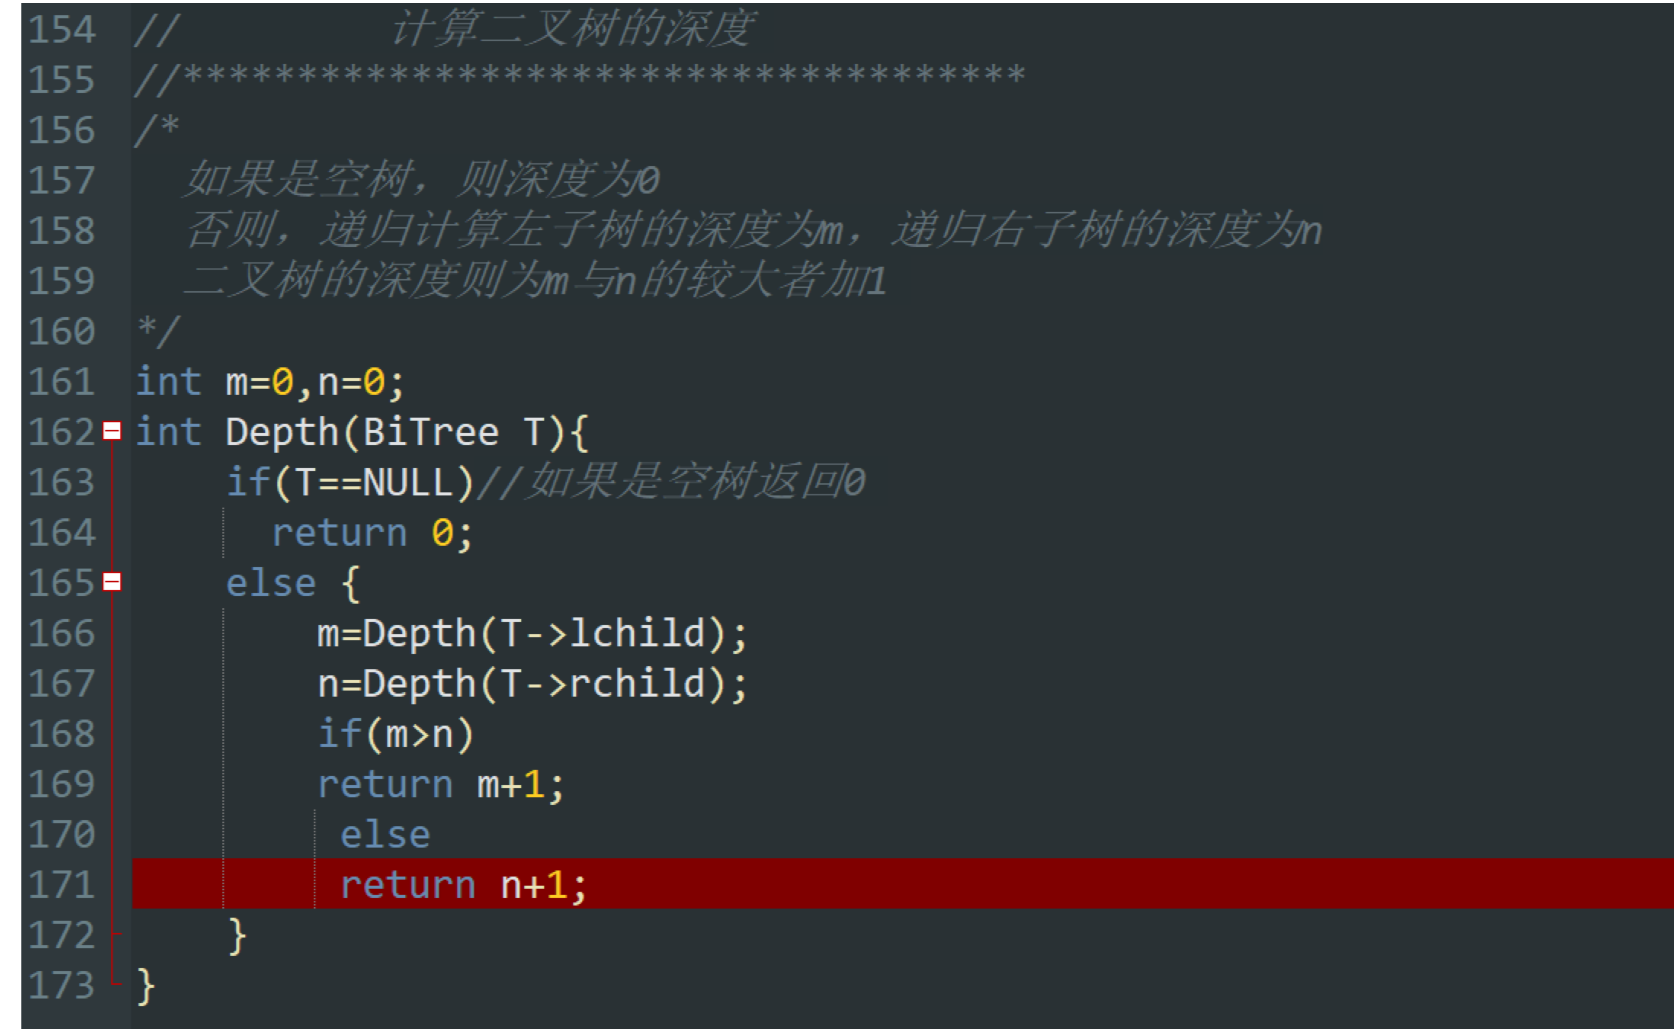 154 // 计算二叉树的深度
155 //*************************************
156 /*
157 如果是空树，则深度为0
158 否则，递归计算左子树的深度为m，递归右子树的深度为n
159 二叉树的深度则为m与n的较大者加1
160 */
161 int m=0,n=0;
162 int Depth(BiTree T){
163 if(T==NULL)//如果是空树返回0
164 return 0;
165 else {
166 m=Depth(T->lchild);
167 n=Depth(T->rchild);
168 if(m>n)
169 return m+1;
170 else
171 return n+1;
172 }
173 }